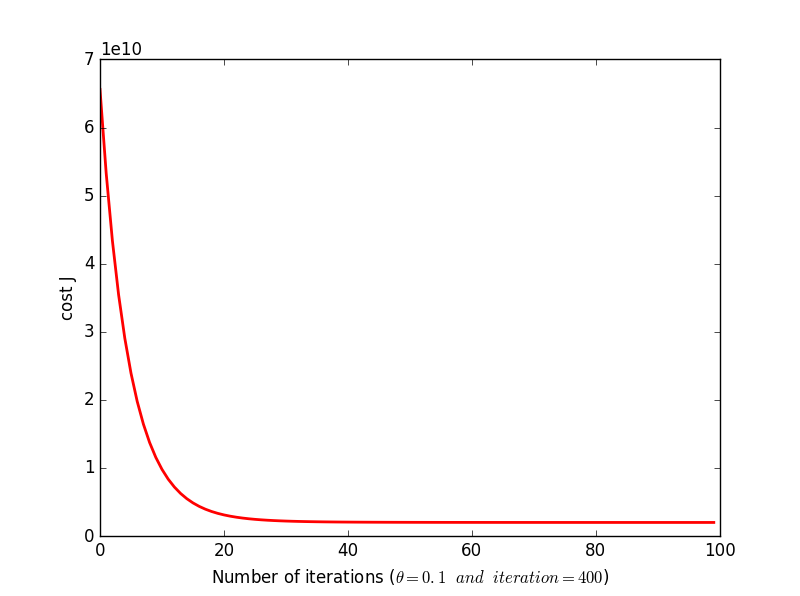 1e10
7
6
5
4
3
2
1
0
cost J
0 20 40 60 80 100
Number of iterations (θ = 0.1 and iteration = 400)